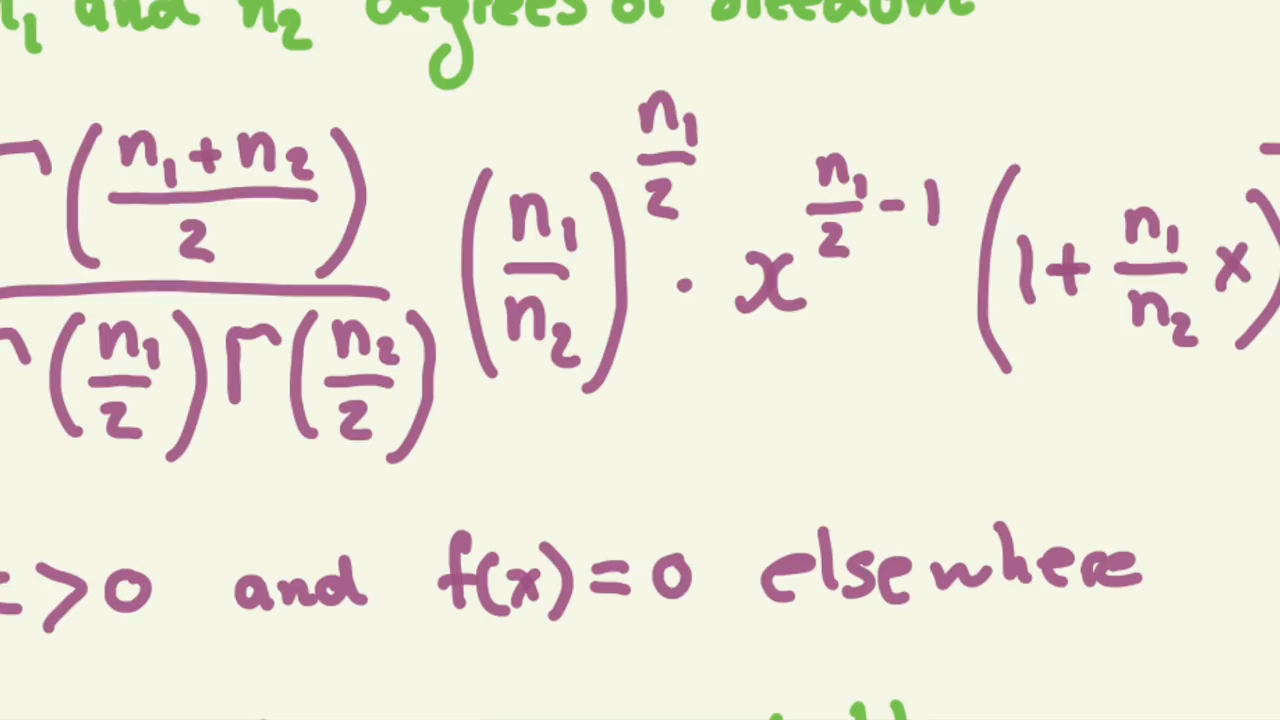 n₁ and n₂ degrees of freedom
Γ((n₁+n₂)/2) / Γ(n₁/2)Γ(n₂/2) (n₁/n₂)^(n₁/2) · x^(n₁/2 - 1) (1 + n₁/n₂ x)
x > 0 and f(x) = 0 elsewhere